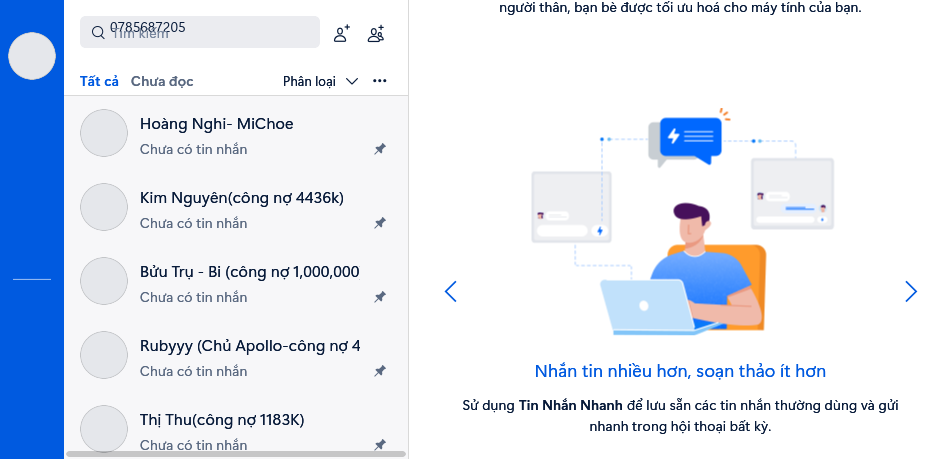 0785687205
Tìm kiếm
Tất cả Chưa đọc Phân loại
Hoàng Nghi- MiChoe
Chưa có tin nhắn
Kim Nguyên(công nợ 4436k)
Chưa có tin nhắn
Bửu Trụ - Bi (công nợ 1,000,000
Chưa có tin nhắn
Rubyyy (Chủ Apollo-công nợ 4
Chưa có tin nhắn
Thị Thu(công nợ 1183K)
Chưa có tin nhắn
người thân, bạn bè được tối ưu hoá cho máy tính của bạn.
Nhắn tin nhiều hơn, soạn thảo ít hơn
Sử dụng Tin Nhắn Nhanh để lưu sẵn các tin nhắn thường dùng và gửi
nhanh trong hội thoại bất kỳ.